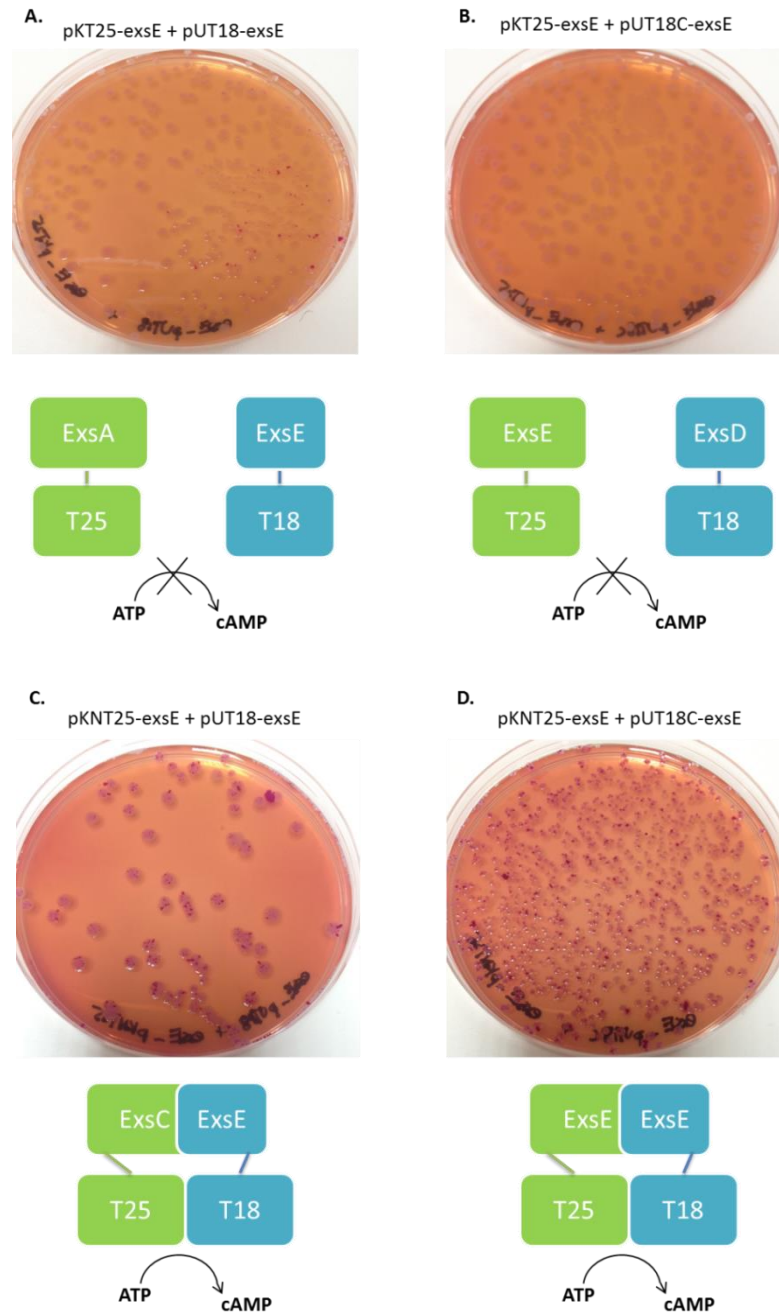 A.
pKT25-exsE + pUT18-exsE
B.
pKT25-exsE + pUT18C-exsE
ExsA
ExsE
T25
T18
ATP
cAMP
ExsE
ExsD
T25
T18
ATP
cAMP
C.
pKNT25-exsE + pUT18-exsE
D.
pKNT25-exsE + pUT18C-exsE
ExsC
ExsE
T25
T18
ATP
cAMP
ExsE
ExsE
T25
T18
ATP
cAMP